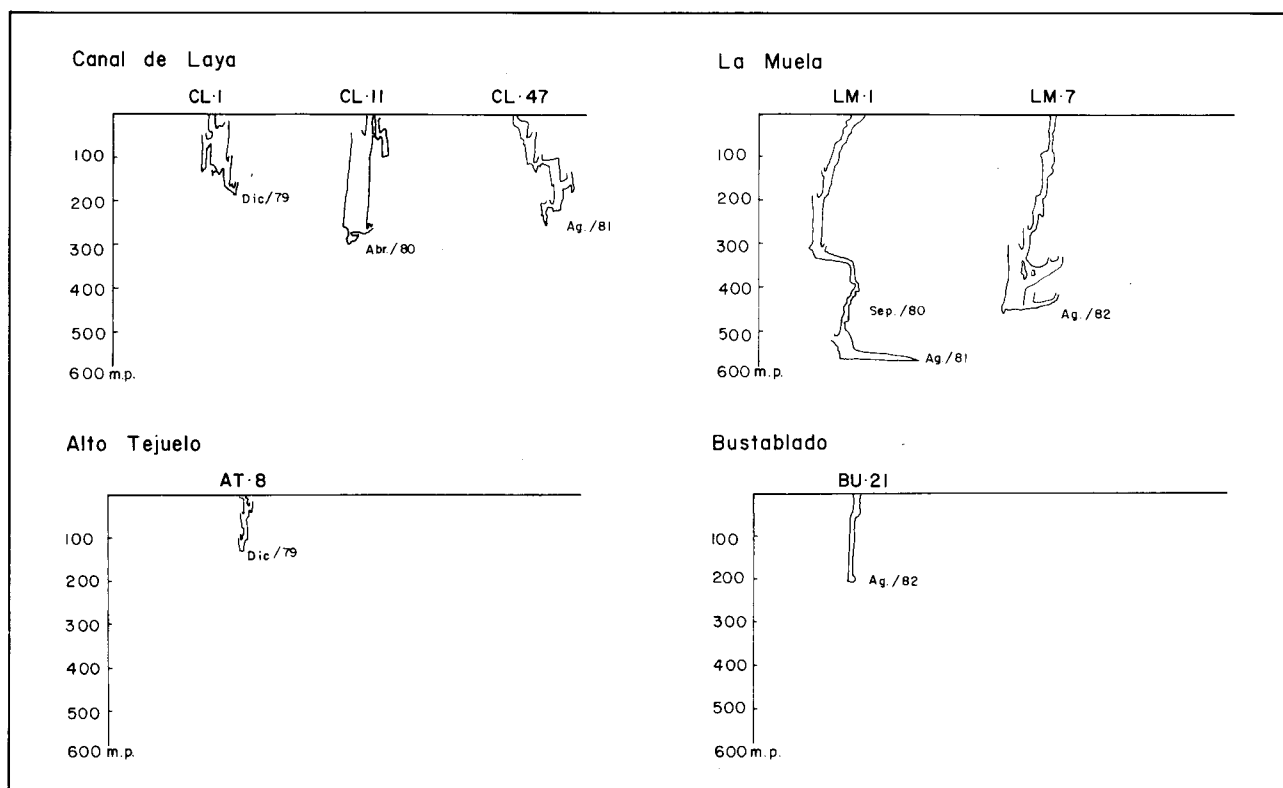 Canal de Laya
CL·1 CL·11 CL·47
100
200
300
400
500
600 m.p.
Dic/79
Abr./80
Ag./81
La Muela
LM·1 LM·7
100
200
300
400
500
600 m.p.
Sep./80
Ag./81
Ag./82
Alto Tejuelo
AT·8
100
200
300
400
500
600 m.p.
Dic/79
Bustablado
BU·21
100
200
300
400
500
600 m.p.
Ag./82